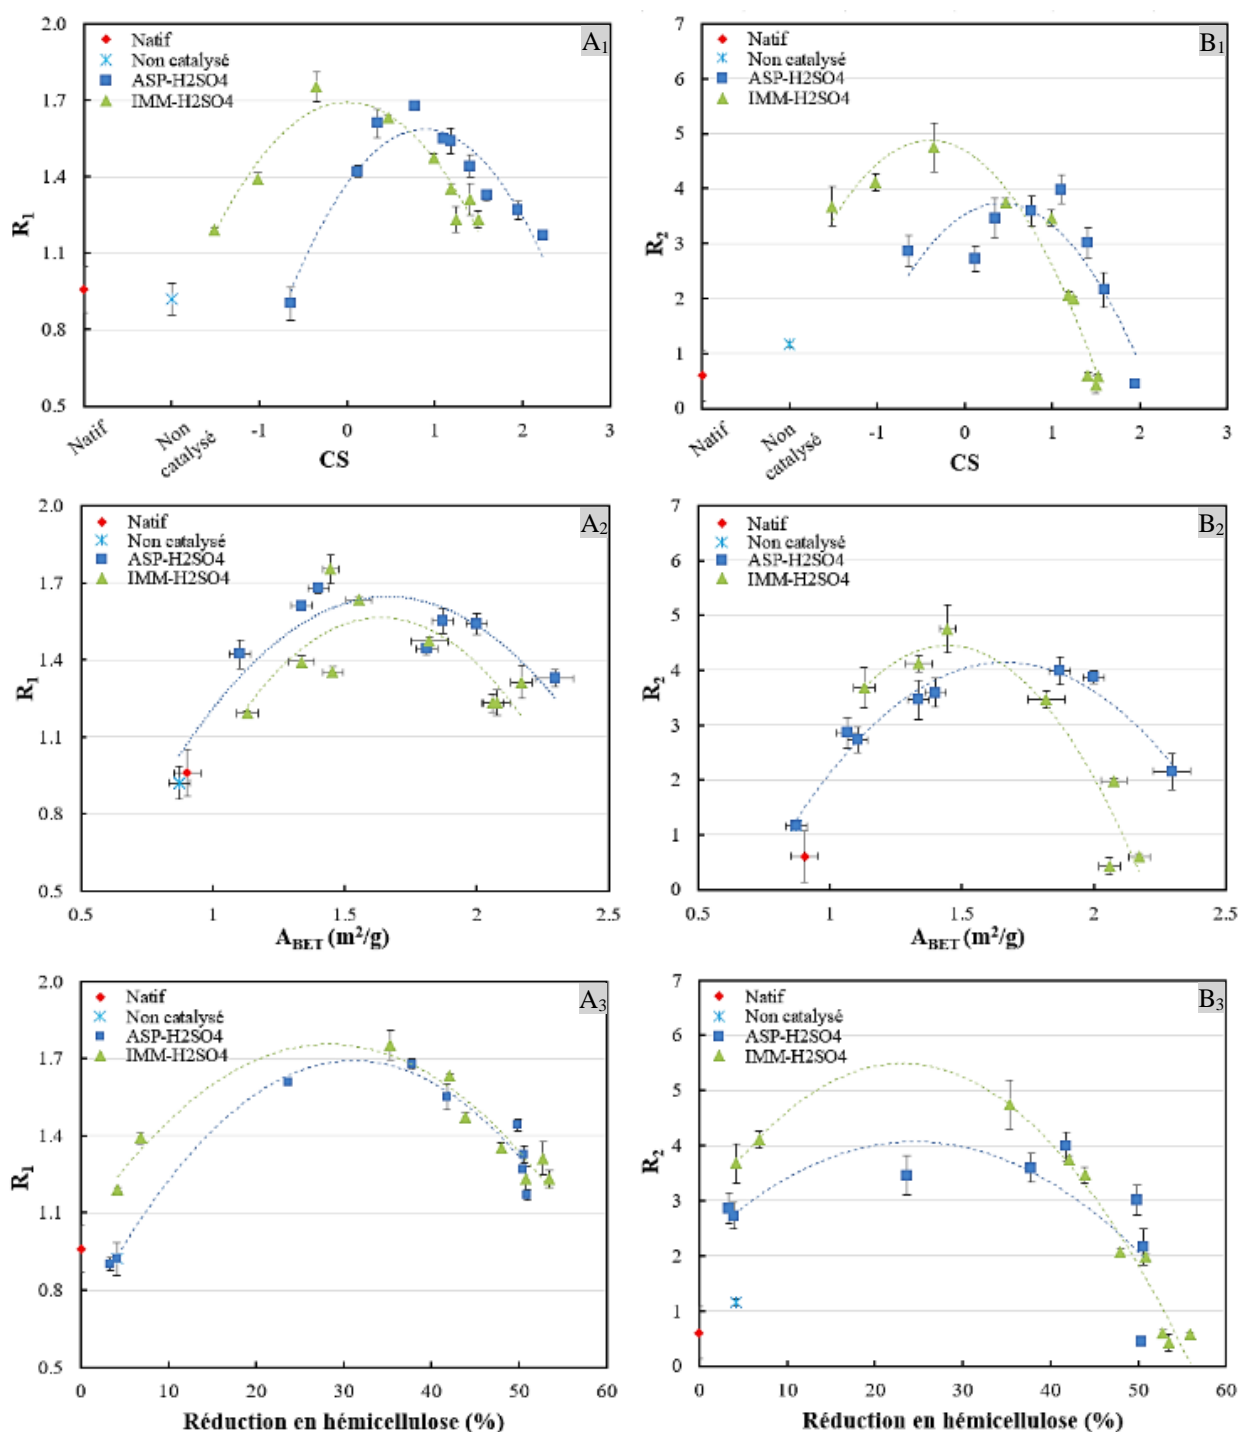 2.0
1.7
1.4
1.1
0.8
0.5
R1
Natif
Non catalysé
ASP-H2SO4
IMM-H2SO4
A1
Natif
Non
catalysé
-1
0
1
2
3
CS
7
6
5
4
3
2
1
0
R2
Natif
Non catalysé
ASP-H2SO4
IMM-H2SO4
B1
Natif
Non
catalysé
-1
0
1
2
3
CS
2.0
1.7
1.4
1.1
0.8
0.5
R1
Natif
Non catalysé
ASP-H2SO4
IMM-H2SO4
A2
0.5
1
1.5
2
2.5
ABET (m²/g)
7
6
5
4
3
2
1
0
R2
Natif
Non catalysé
ASP-H2SO4
IMM-H2SO4
B2
0.5
1
1.5
2
2.5
ABET (m²/g)
2.0
1.7
1.4
1.1
0.8
0.5
R1
Natif
Non catalysé
ASP-H2SO4
IMM-H2SO4
A3
0
10
20
30
40
50
60
Réduction en hémicellulose (%)
7
6
5
4
3
2
1
0
R2
Natif
Non catalysé
ASP-H2SO4
IMM-H2SO4
B3
0
10
20
30
40
50
60
Réduction en hémicellulose (%)